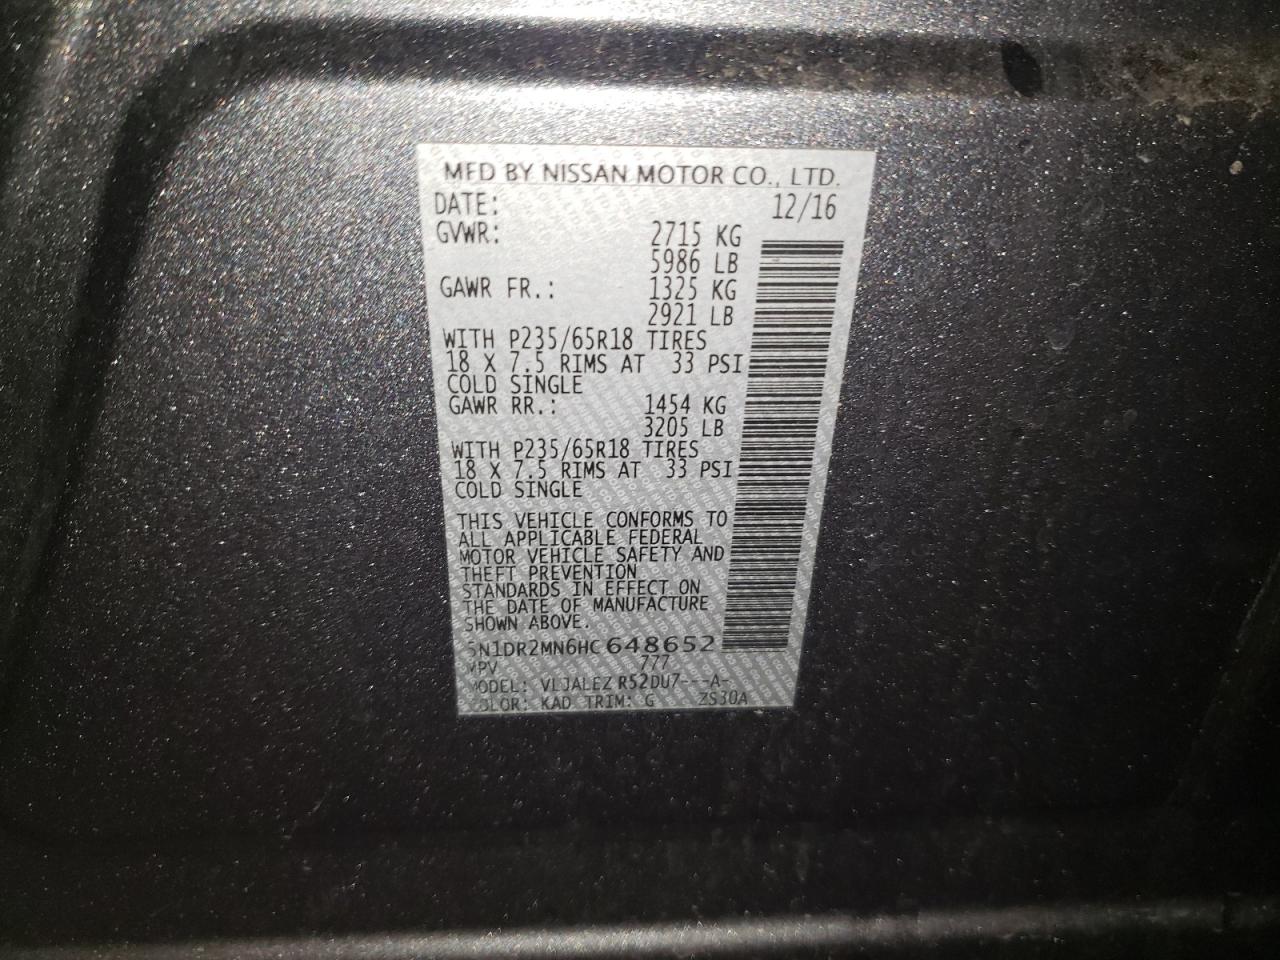 MFD BY NISSAN MOTOR CO., LTD.
DATE: 12/16
GVWR: 2715 KG
5986 LB
GAWR FR.: 1325 KG
2921 LB
WITH P235/65R18 TIRES
18 X 7.5 RIMS AT 33 PSI
COLD SINGLE
GAWR RR.: 1454 KG
3205 LB
WITH P235/65R18 TIRES
18 X 7.5 RIMS AT 33 PSI
COLD SINGLE
THIS VEHICLE CONFORMS TO
ALL APPLICABLE FEDERAL
MOTOR VEHICLE SAFETY AND
THEFT PREVENTION
STANDARDS IN EFFECT ON
THE DATE OF MANUFACTURE
SHOWN ABOVE.
5N1DR2MN6HC648652
MPV 777
MODEL: VLJALEZ R52DU7---A-
COLOR: KAD TRIM: G ZS30A